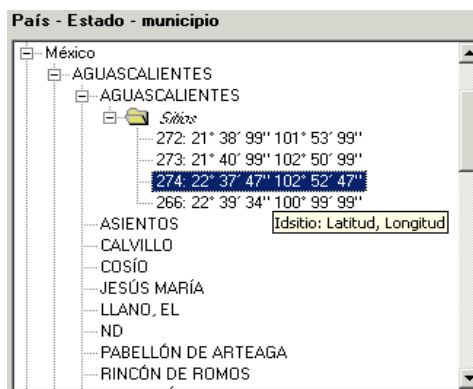 País - Estado - municipio
México
AGUASCALIENTES
AGUASCALIENTES
Sitios
272: 21° 38´ 99'' 101° 53´ 99''
273: 21° 40´ 99'' 102° 50´ 99''
274: 22° 37´ 47'' 102° 52´ 47''
266: 22° 39´ 34'' 100° 99´ 99''
ASIENTOS
Idsitio: Latitud, Longitud
CALVILLO
COSÍO
JESÚS MARÍA
LLANO, EL
ND
PABELLÓN DE ARTEAGA
RINCÓN DE ROMOS